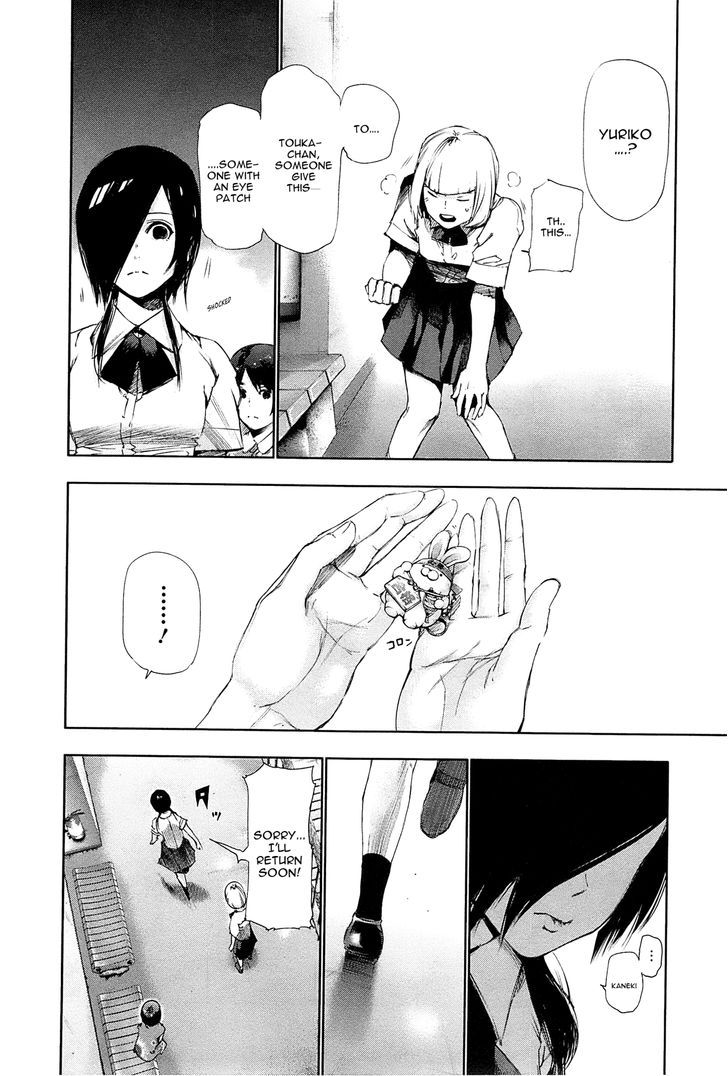 YURIKO
....?
TH..
THIS...
TO....
TOUKA-
CHAN,
SOMEONE
GIVE
THIS—
....SOME-
ONE WITH
AN EYE
PATCH
SHOCKED
......!
コロン
...
KANEKI
SORRY...
I'LL
RETURN
SOON!